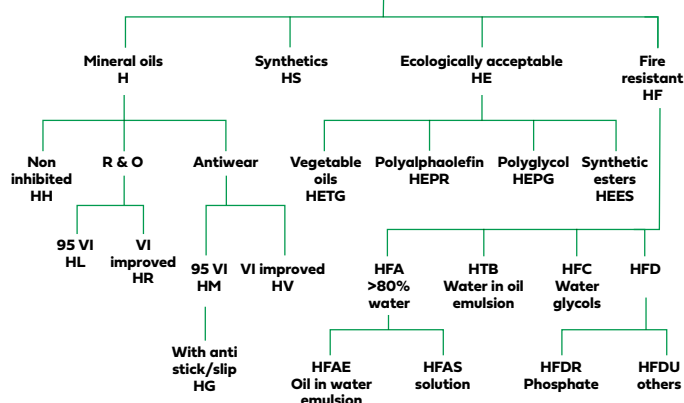 Mineral oils
H
Synthetics
HS
Ecologically acceptable
HE
Fire
resistant
HF
Non
inhibited
HH
R & O
Antiwear
Vegetable
oils
HETG
Polyalphaolefin
HEPR
Polyglycol
HEPG
Synthetic
esters
HEES
95 VI
HL
VI
improved
HR
95 VI
HM
VI improved
HV
HFA
>80%
water
HTB
Water in oil
emulsion
HFC
Water
glycols
HFD
With anti
stick/slip
HG
HFAE
Oil in water
emulsion
HFAS
solution
HFDR
Phosphate
HFDU
others